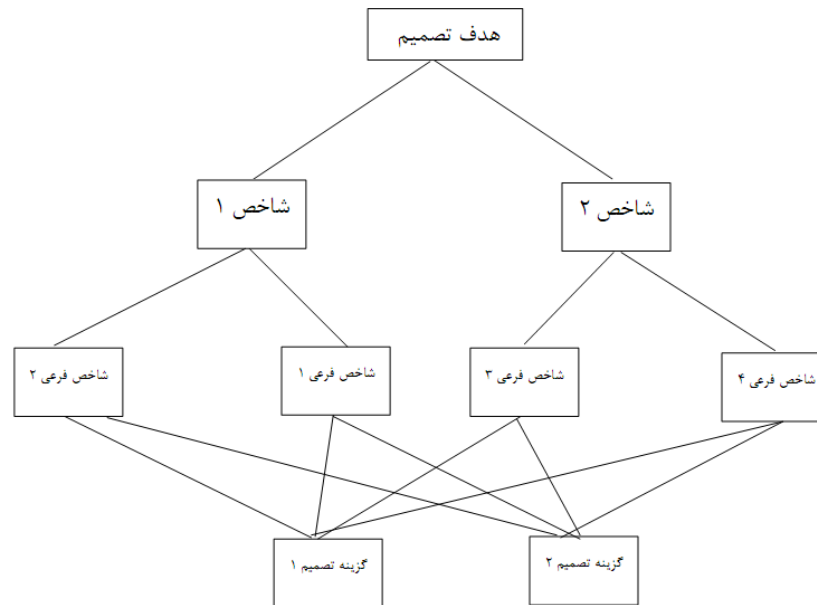 هدف تصمیم
شاخص ۱
شاخص ۲
شاخص فرعی ۲
شاخص فرعی ۱
شاخص فرعی ۳
شاخص فرعی ۴
گزینه تصمیم ۱
گزینه تصمیم ۲